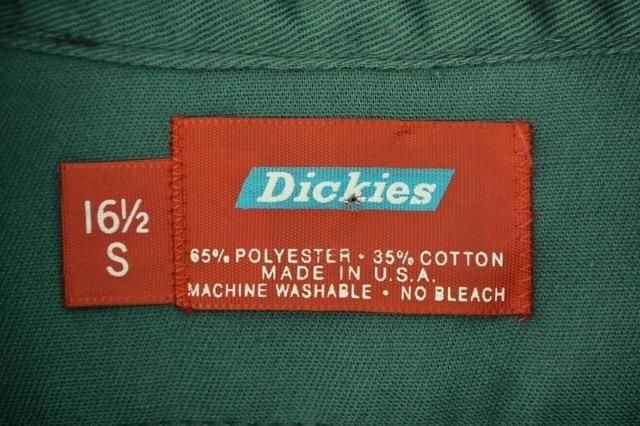 16½
S
Dickies
65% POLYESTER · 35% COTTON
MADE IN U.S.A.
MACHINE WASHABLE · NO BLEACH